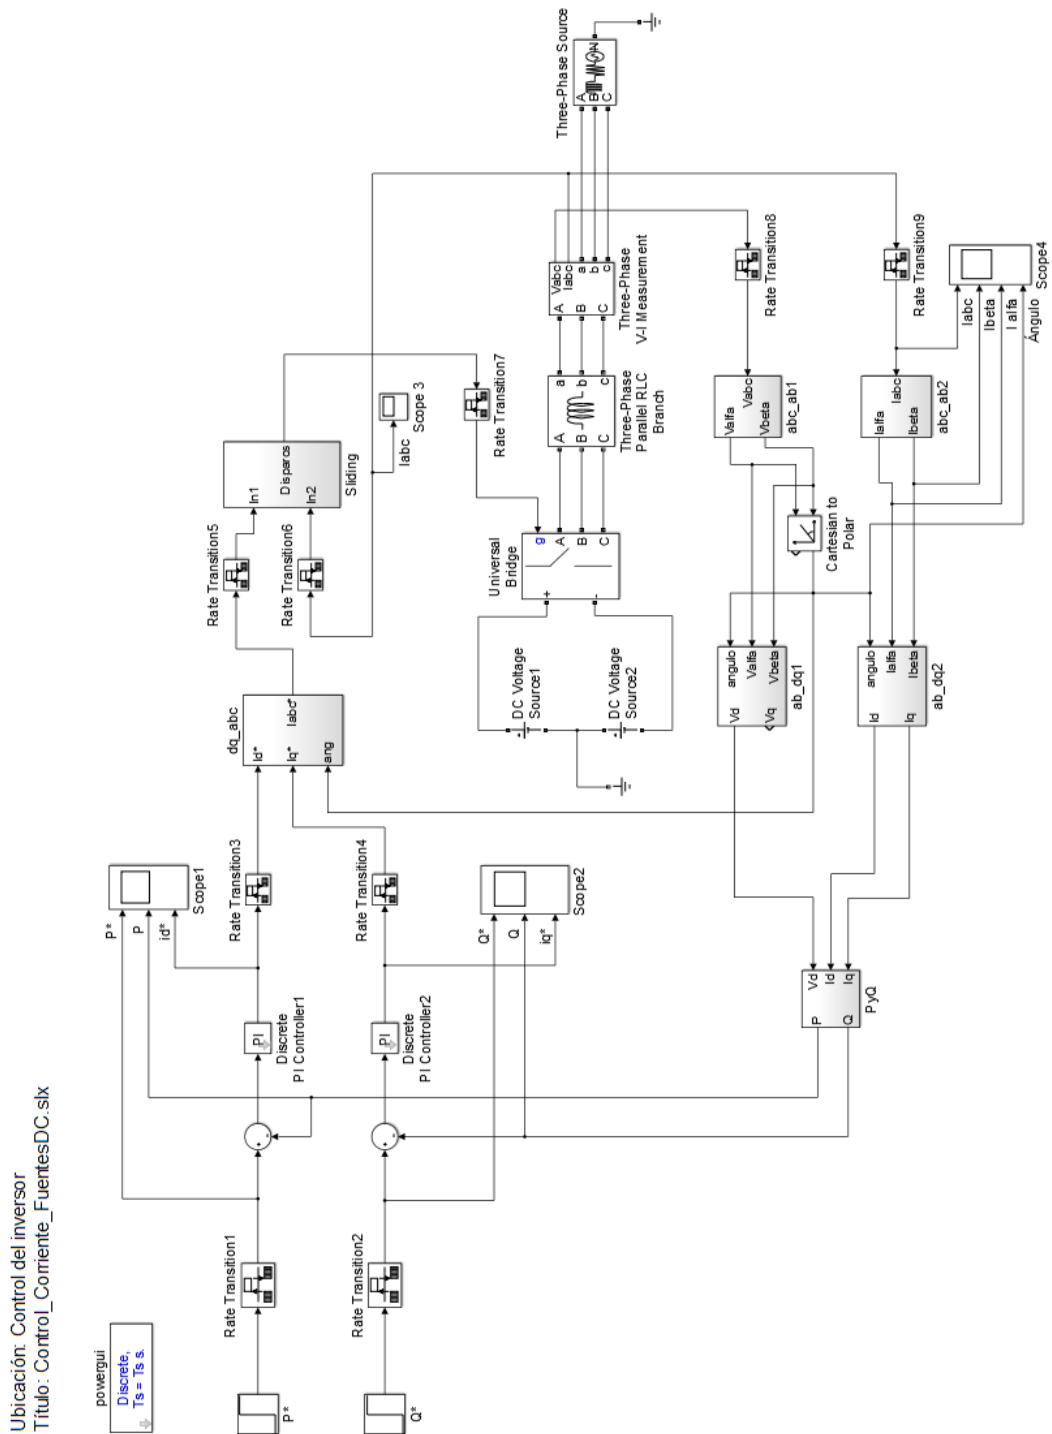 Ubicación: Control del inversor
Título: Control_Corriente_FuentesDC.slx
powergui
Discrete,
Ts = Ts s.
P*
Rate Transition1
Discrete
PI Controller1
PI
P*
P
id*
Scope1
Rate Transition3
Q*
Rate Transition2
Discrete
PI Controller2
PI
Rate Transition4
Q*
Q
iq*
Scope2
dq_abc
Id*
Iq*
ang
Iabc*
Rate Transition5
Rate Transition6
In1
In2
Disparos
Sliding
Iabc
Scope 3
Rate Transition7
DC Voltage
Source1
DC Voltage
Source2
Universal
Bridge
g
A
B
C
+
-
A
B
C
a
b
c
Three-Phase
Parallel RLC
Branch
A
B
C
Vabc
Iabc
a
b
c
Three-Phase
V-I Measurement
Three-Phase Source
A
B
C
N
Rate Transition8
Rate Transition9
Vabc
Valfa
Vbeta
abc_ab1
Iabc
Ialfa
Ibeta
abc_ab2
Iabc
Ibeta
I alfa
Ángulo
Scope4
Cartesian to
Polar
angulo
Valfa
Vbeta
Vd
Vq
ab_dq1
angulo
Ialfa
Ibeta
Id
Iq
ab_dq2
Vd
Id
Iq
P
Q
PyQ